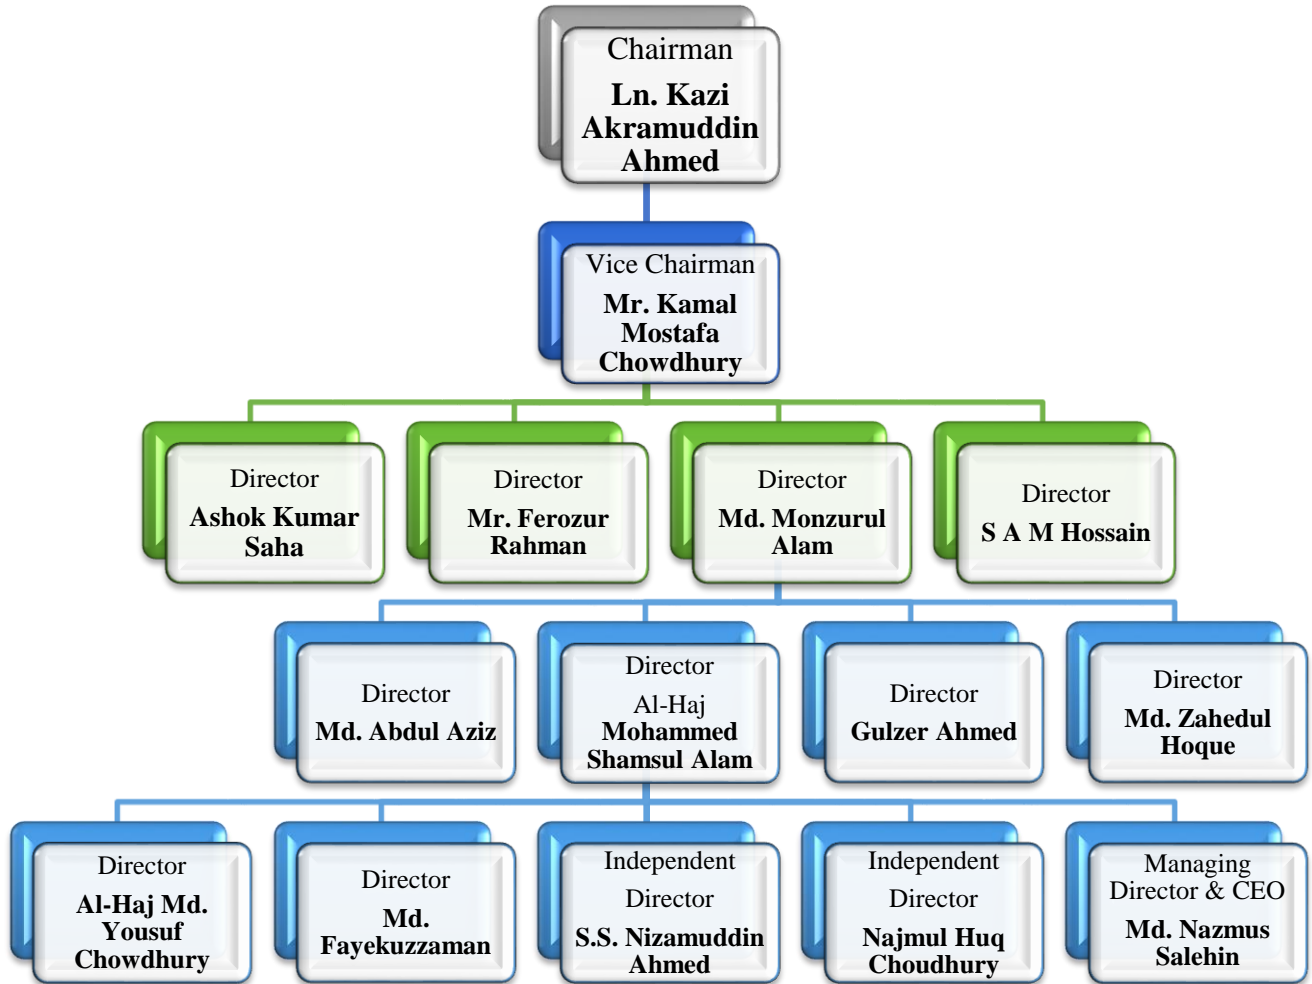 Chairman
Ln. Kazi
Akramuddin
Ahmed
Vice Chairman
Mr. Kamal
Mostafa
Chowdhury
Director
Ashok Kumar
Saha
Director
Mr. Ferozur
Rahman
Director
Md. Monzurul
Alam
Director
S A M Hossain
Director
Md. Abdul Aziz
Director
Al-Haj
Mohammed
Shamsul Alam
Director
Gulzer Ahmed
Director
Md. Zahedul
Hoque
Director
Al-Haj Md.
Yousuf
Chowdhury
Director
Md.
Fayekuzzaman
Independent
Director
S.S. Nizamuddin
Ahmed
Independent
Director
Najmul Huq
Choudhury
Managing
Director & CEO
Md. Nazmus
Salehin